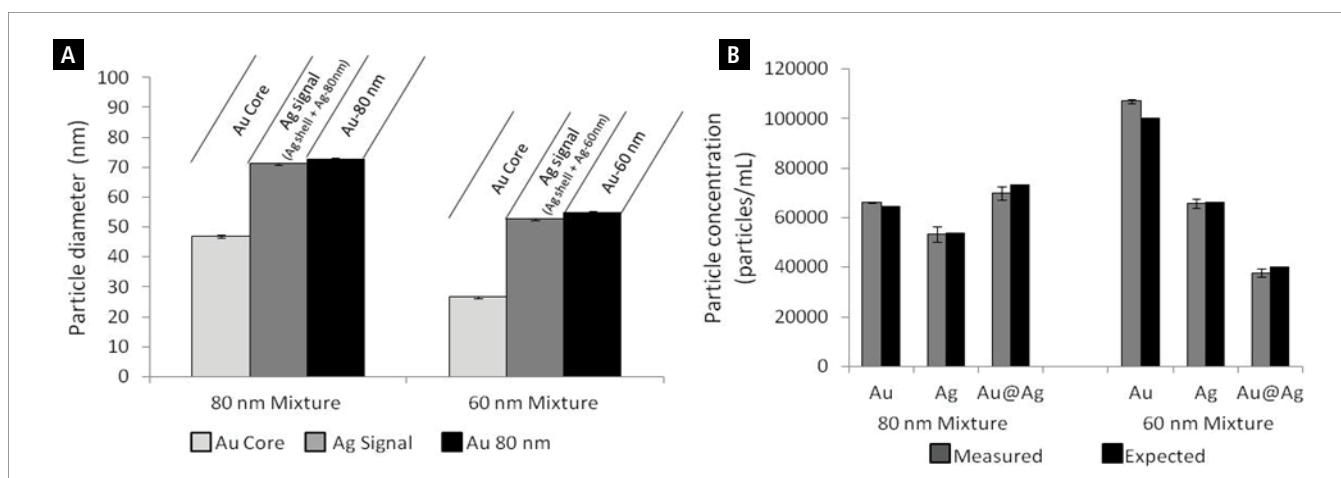 A
Particle diameter (nm)
100
90
80
70
60
50
40
30
20
10
0
Au Core
Ag signal
(Ag shell + Ag-80nm)
Au-80 nm
Au Core
Ag signal
(Ag shell + Ag-60nm)
Au-60 nm
80 nm Mixture
60 nm Mixture
Au Core
Ag Signal
Au 80 nm
B
Particle concentration
(particles/mL)
120000
100000
80000
60000
40000
20000
0
Au
Ag
Au@Ag
Au
Ag
Au@Ag
80 nm Mixture
60 nm Mixture
Measured
Expected